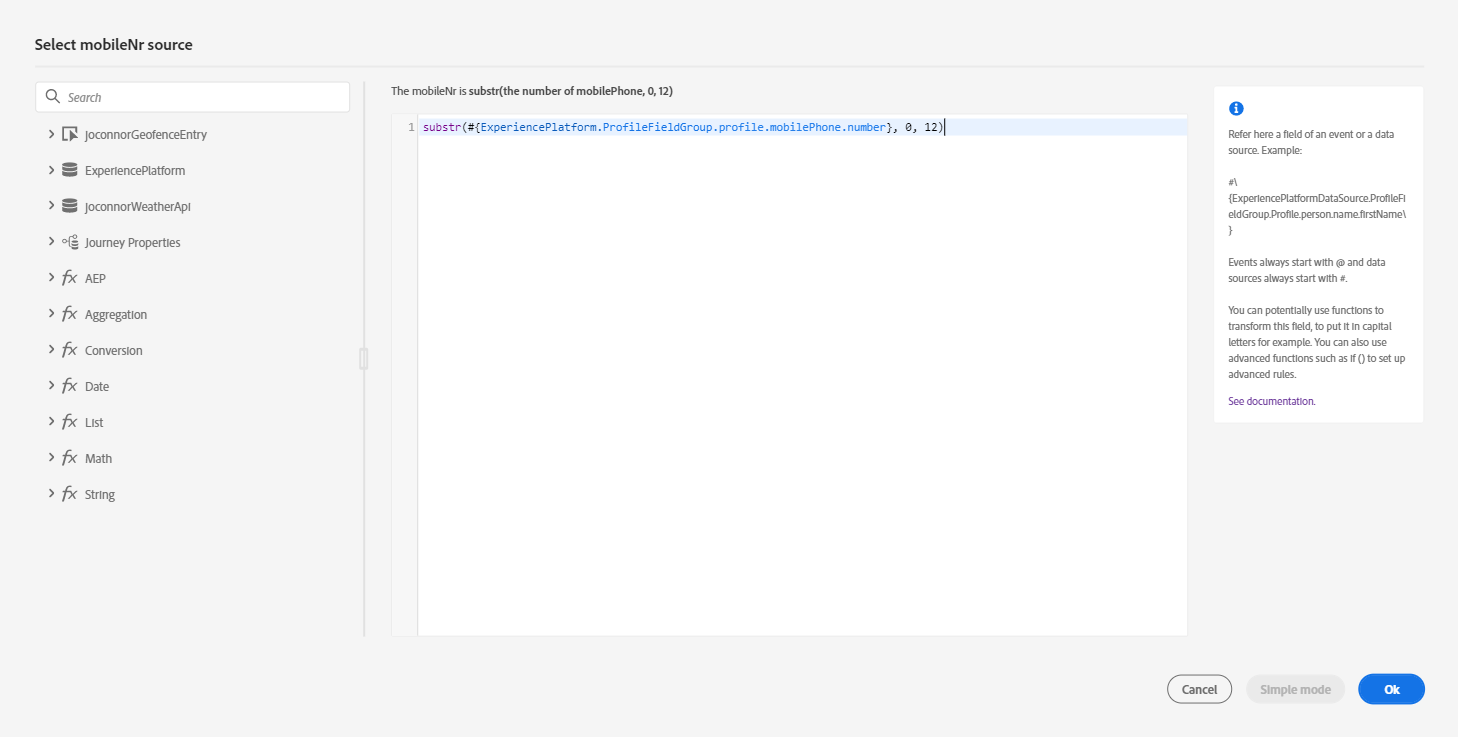 Select mobileNr source
Search
JoconnorGeofenceEntry
ExperiencePlatform
JoconnorWeatherApi
Journey Properties
fx AEP
fx Aggregation
fx Conversion
fx Date
fx List
fx Math
fx String
The mobileNr is substr(the number of mobilePhone, 0, 12)
1 substr(#{ExperiencePlatform.ProfileFieldGroup.profile.mobilePhone.number}, 0, 12)
Refer here a field of an event or a data
source. Example:
#\
{ExperiencePlatformDataSource.ProfileFi
eldGroup.Profile.person.name.firstName\
}
Events always start with @ and data
sources always start with #.
You can potentially use functions to
transform this field, to put it in capital
letters for example. You can also use
advanced functions such as if () to set up
advanced rules.
See documentation.
Cancel
Simple mode
Ok